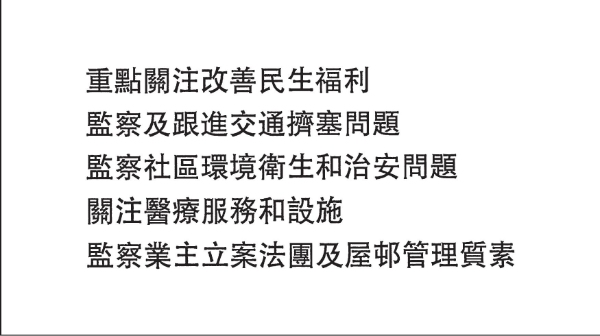 重點關注改善民生福利
監察及跟進交通擠塞問題
監察社區環境衛生和治安問題
關注醫療服務和設施
監察業主立案法團及屋邨管理質素